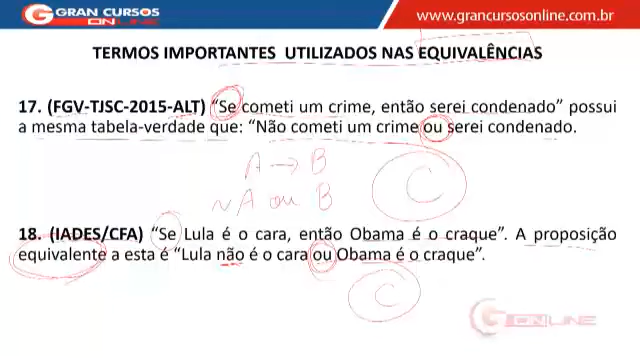 GRAN CURSOS
ONLINE
www.grancursosonline.com.br
TERMOS IMPORTANTES UTILIZADOS NAS EQUIVALÊNCIAS
17. (FGV-TJSC-2015-ALT) “Se cometi um crime, então serei condenado” possui
a mesma tabela-verdade que: “Não cometi um crime ou serei condenado.
A → B
~A ou B
C
18. (IADES/CFA) “Se Lula é o cara, então Obama é o craque”. A proposição
equivalente a esta é “Lula não é o cara ou Obama é o craque”.
C
G ONLINE